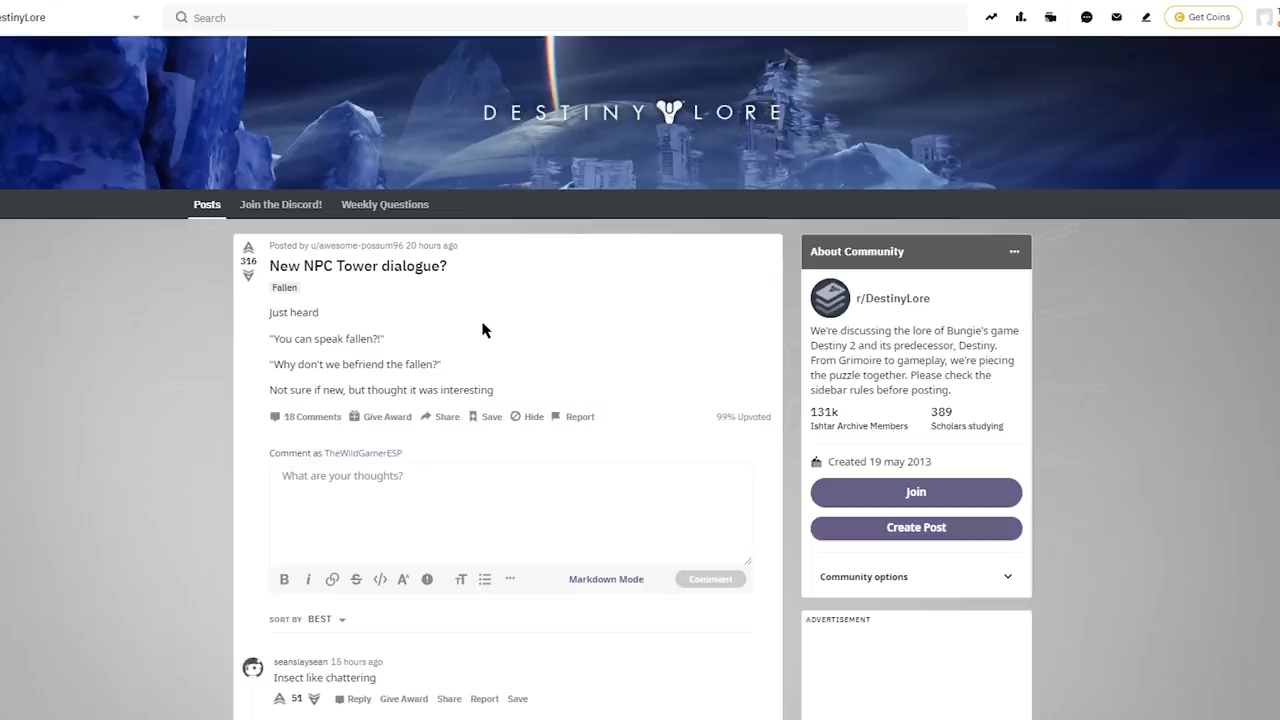 estinyLore
Search
Get Coins
DESTINY LORE
Posts
Join the Discord!
Weekly Questions
316
Posted by u/awesome-possum96 20 hours ago
New NPC Tower dialogue?
Fallen
Just heard
"You can speak fallen?!"
"Why don't we befriend the fallen?"
Not sure if new, but thought it was interesting
18 Comments Give Award Share Save Hide Report 99% Upvoted
Comment as TheWildGamerESP
What are your thoughts?
Markdown Mode
Comment
SORT BY BEST
seanslaysean 15 hours ago
Insect like chattering
51 Reply Give Award Share Report Save
About Community
r/DestinyLore
We're discussing the lore of Bungie's game
Destiny 2 and its predecessor, Destiny.
From Grimoire to gameplay, we're piecing
the puzzle together. Please check the
sidebar rules before posting.
131k 389
Ishtar Archive Members Scholars studying
Created 19 may 2013
Join
Create Post
Community options
ADVERTISEMENT